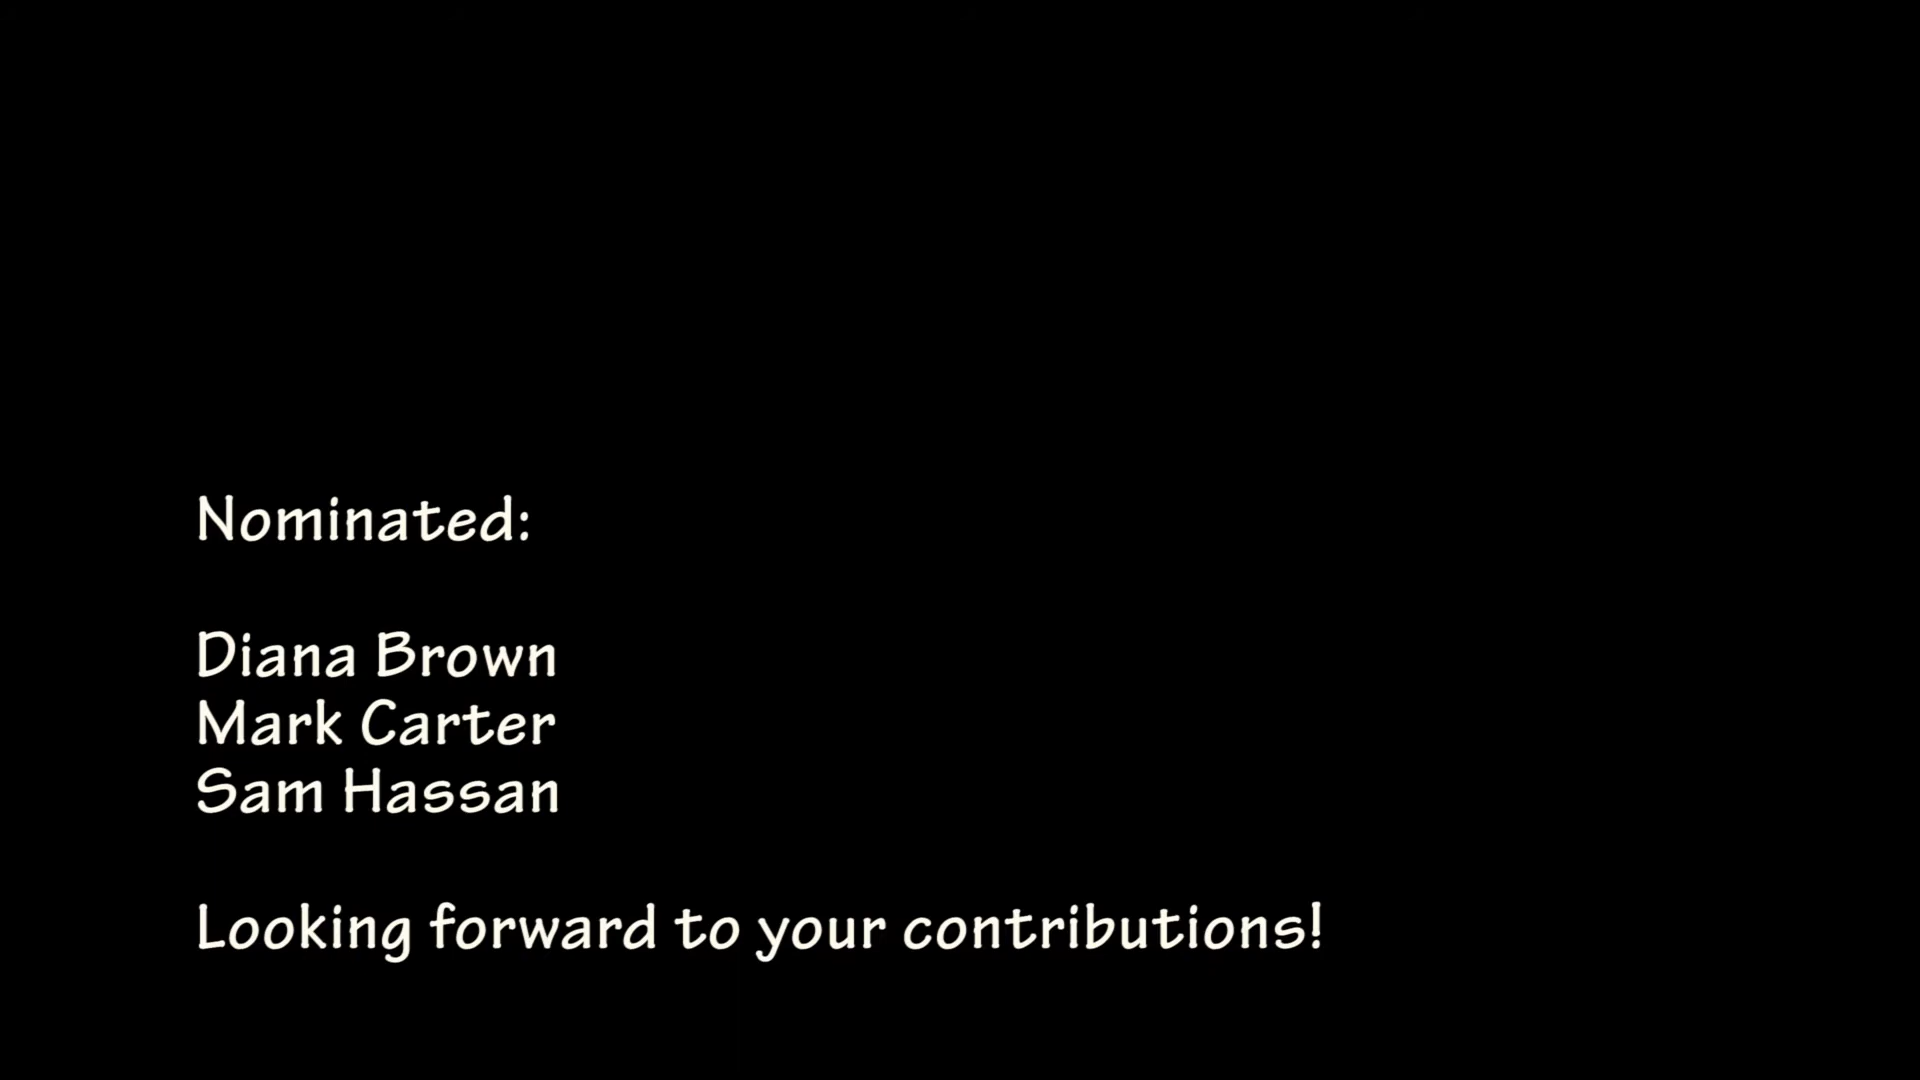 Nominated:
Diana Brown
Mark Carter
Sam Hassan
Looking forward to your contributions!